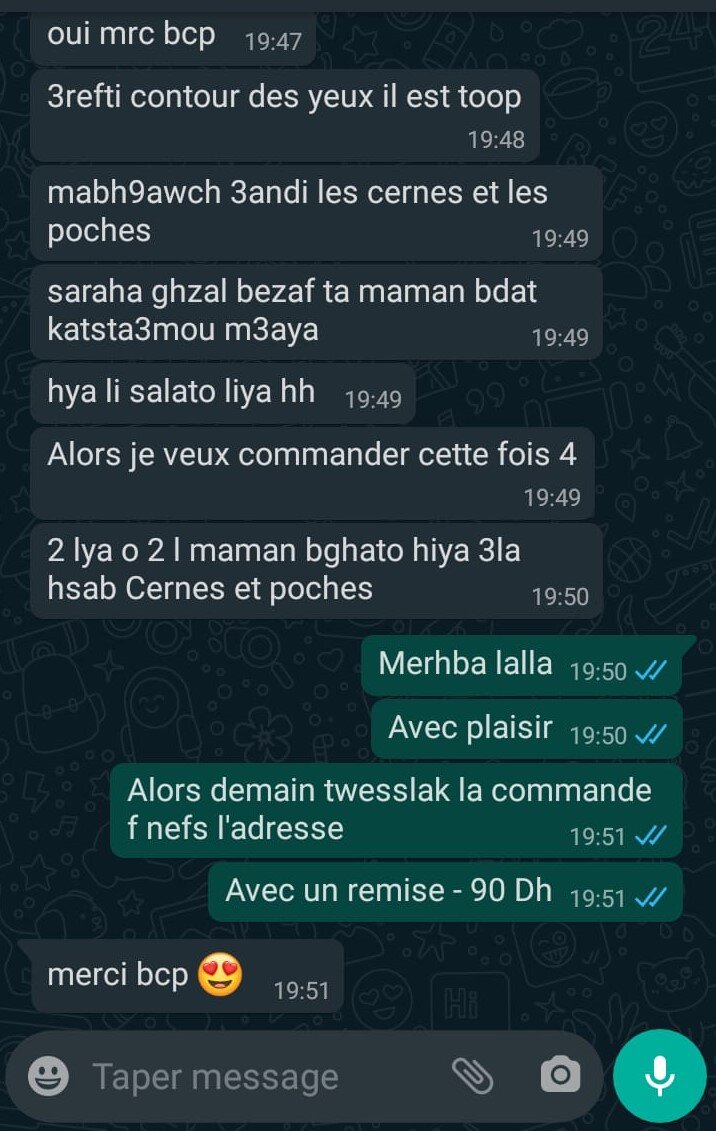 oui mrc bcp 19:47
3refti contour des yeux il est toop
19:48
mabh9awch 3andi les cernes et les
poches 19:49
saraha ghzal bezaf ta maman bdat
katsta3mou m3aya 19:49
hya li salato liya hh 19:49
Alors je veux commander cette fois 4
19:49
2 lya o 2 l maman bghato hiya 3la
hsab Cernes et poches 19:50
Merhba lalla 19:50
Avec plaisir 19:50
Alors demain twesslak la commande
f nefs l'adresse 19:51
Avec un remise - 90 Dh 19:51
merci bcp 😍 19:51
Taper message